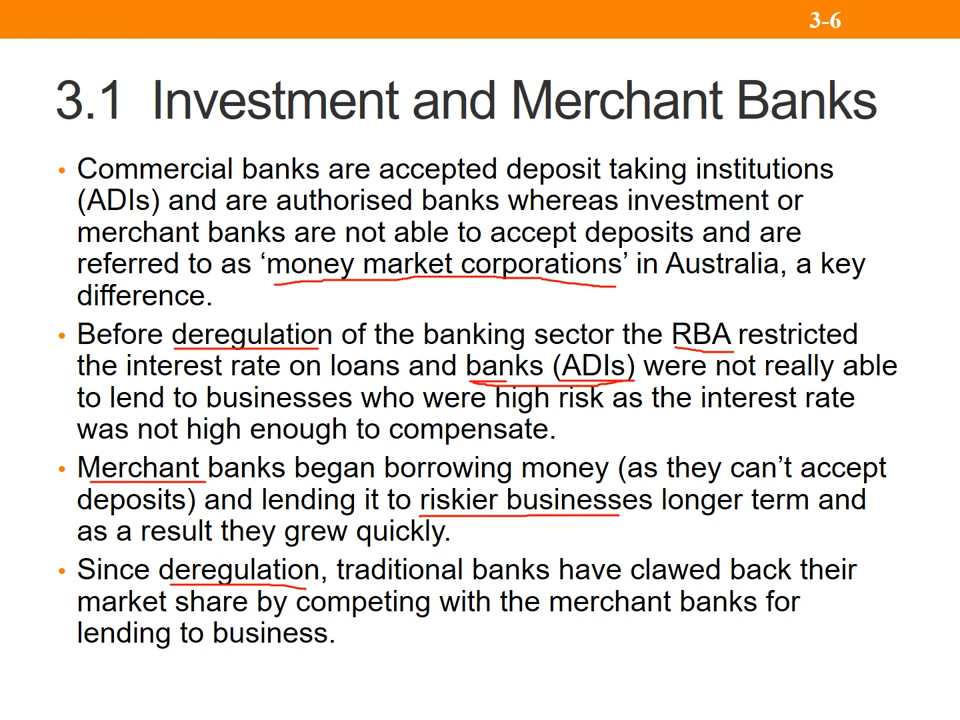 3-6
3.1 Investment and Merchant Banks
• Commercial banks are accepted deposit taking institutions
(ADIs) and are authorised banks whereas investment or
merchant banks are not able to accept deposits and are
referred to as ‘money market corporations’ in Australia, a key
difference.
• Before deregulation of the banking sector the RBA restricted
the interest rate on loans and banks (ADIs) were not really able
to lend to businesses who were high risk as the interest rate
was not high enough to compensate.
• Merchant banks began borrowing money (as they can’t accept
deposits) and lending it to riskier businesses longer term and
as a result they grew quickly.
• Since deregulation, traditional banks have clawed back their
market share by competing with the merchant banks for
lending to business.